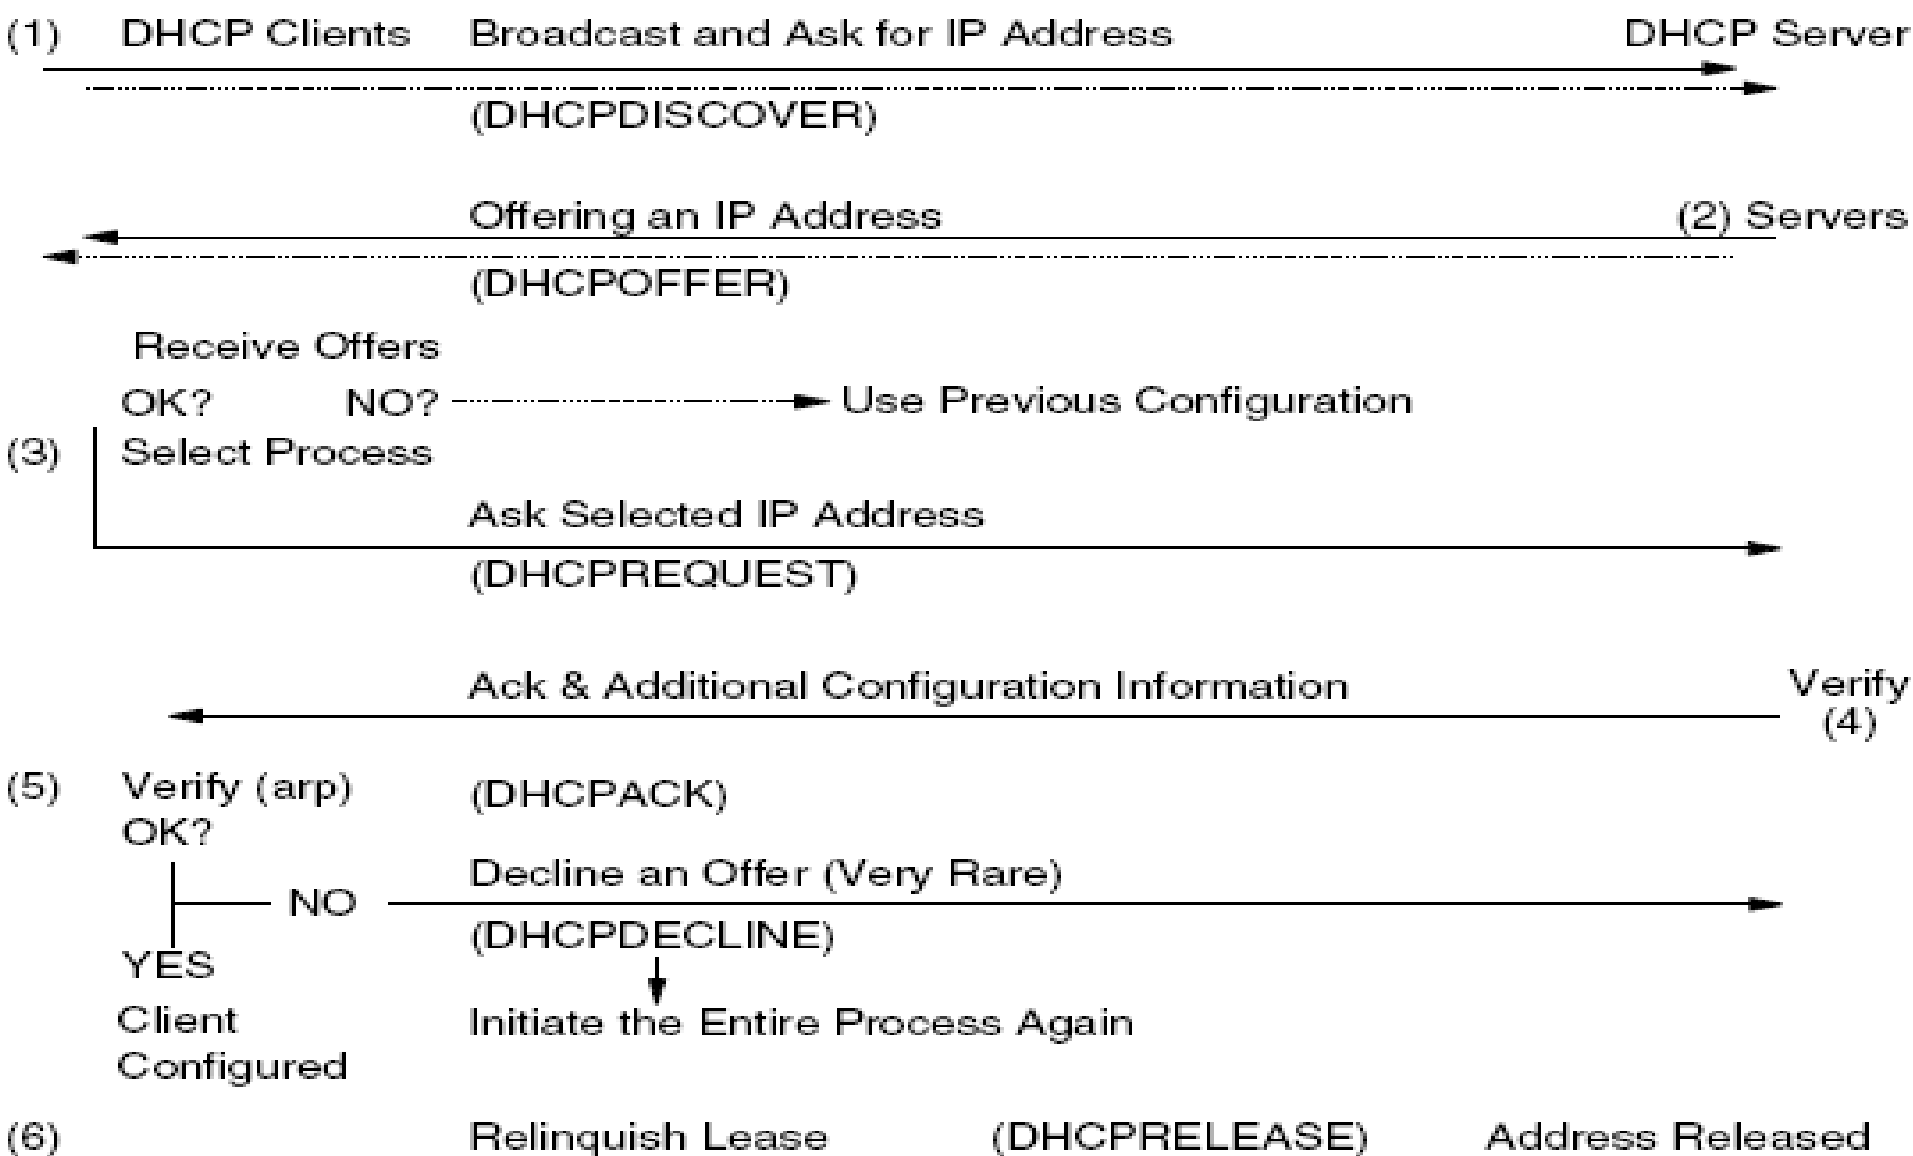 (1) DHCP Clients Broadcast and Ask for IP Address DHCP Server
(DHCPDISCOVER)
Offering an IP Address (2) Servers
(DHCPOFFER)
Receive Offers
OK? NO? Use Previous Configuration
(3) Select Process
Ask Selected IP Address
(DHCPREQUEST)
Ack & Additional Configuration Information Verify
(4)
(5) Verify (arp) (DHCPACK)
OK?
Decline an Offer (Very Rare)
NO
(DHCPDECLINE)
YES
Client Initiate the Entire Process Again
Configured
(6) Relinquish Lease (DHCPRELEASE) Address Released